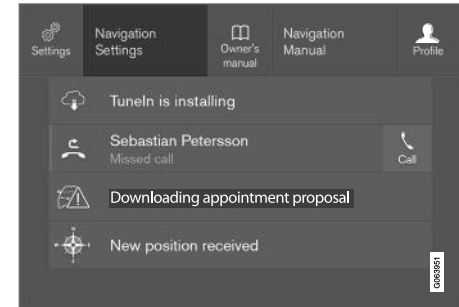 Settings
Navigation
Settings
Owner's
manual
Navigation
Manual
Profile
TuneIn is installing
Sebastian Petersson
Missed call
Call
Downloading appointment proposal
New position received
G063951